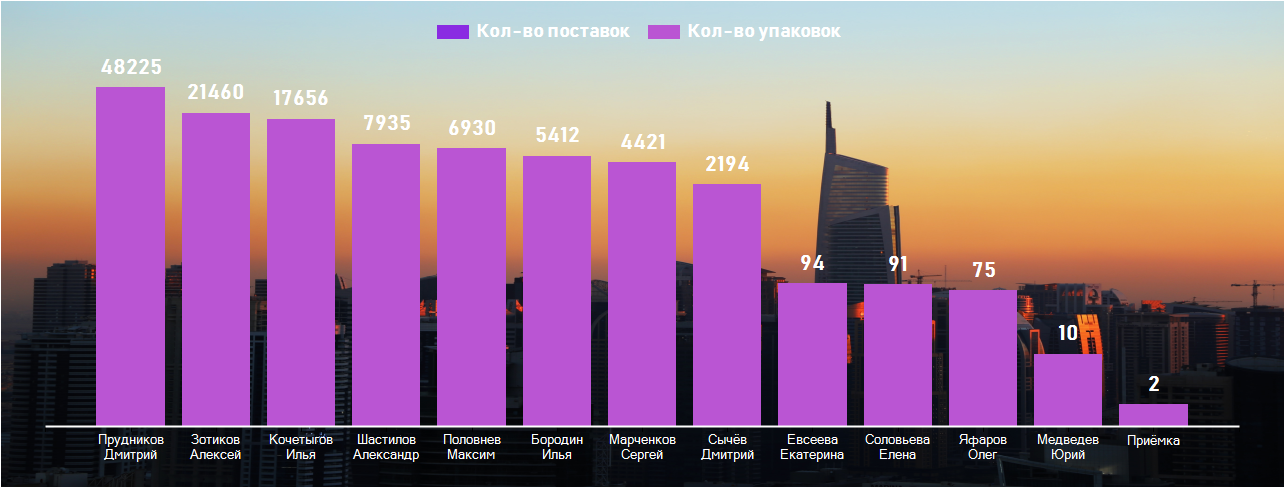 Кол-во поставок Кол-во упаковок
48225
21460
17656
7935
6930
5412
4421
2194
94
91
75
10
2
Прудников
Дмитрий
Зотиков
Алексей
Кочетыгов
Илья
Шастилов
Александр
Половнев
Максим
Бородин
Илья
Марченков
Сергей
Сычёв
Дмитрий
Евсеева
Екатерина
Соловьева
Елена
Яфаров
Олег
Медведев
Юрий
Приёмка